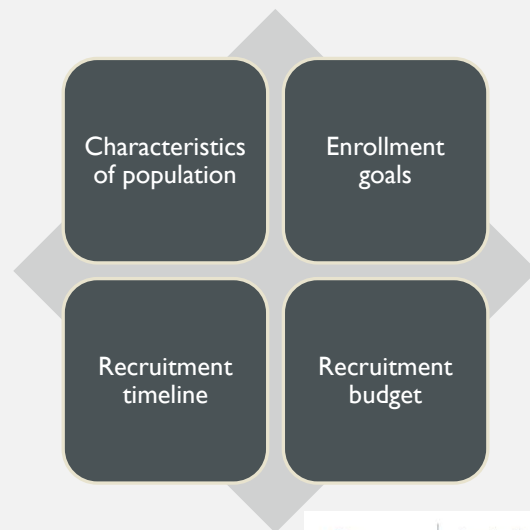 Characteristics
of population
Enrollment
goals
Recruitment
timeline
Recruitment
budget